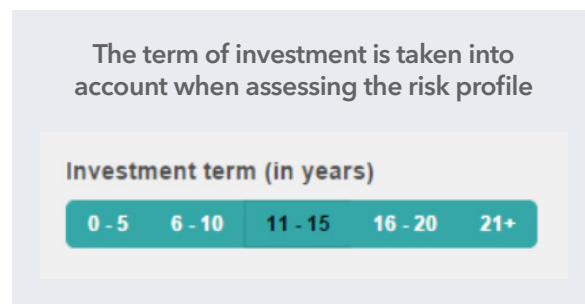 The term of investment is taken into
account when assessing the risk profile
Investment term (in years)
0 - 5 6 - 10 11 - 15 16 - 20 21+